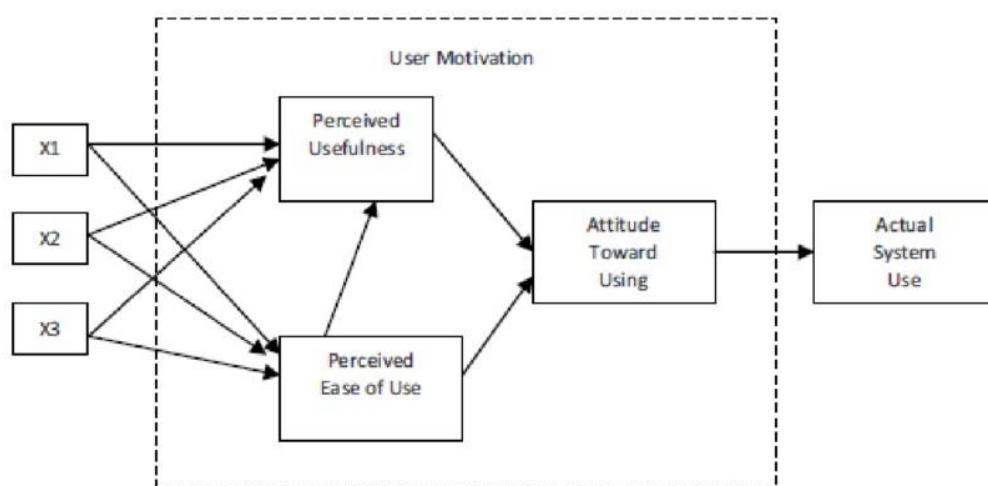 User Motivation
X1
X2
X3
Perceived
Usefulness
Perceived
Ease of Use
Attitude
Toward
Using
Actual
System
Use